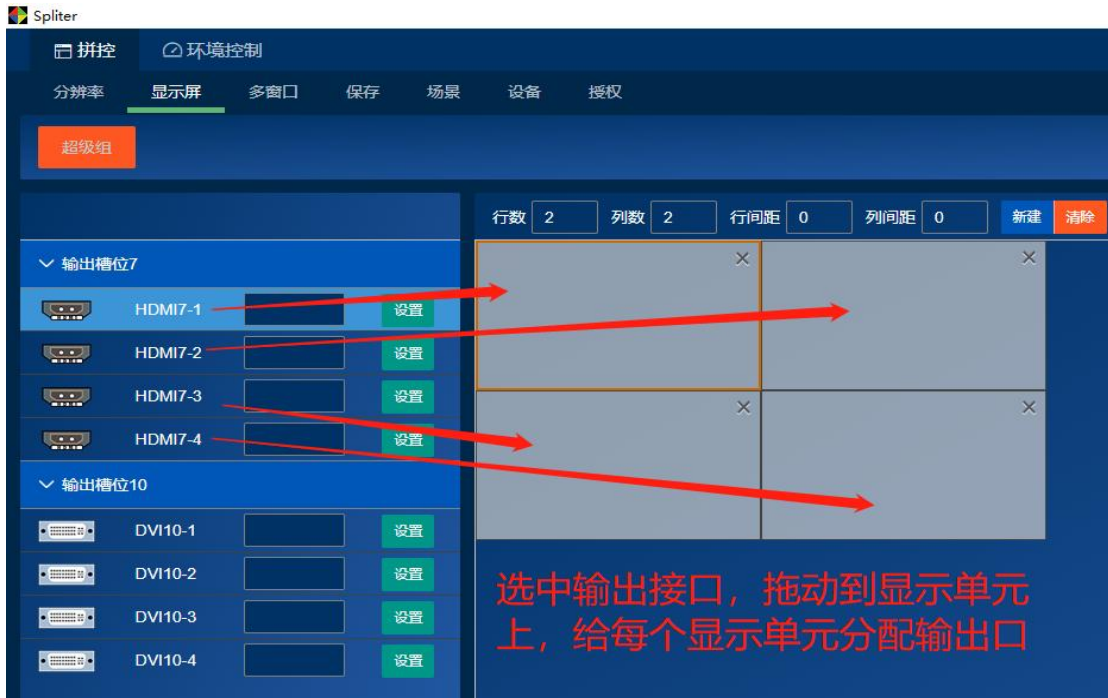 Spliter
拼控 环境控制
分辨率 显示屏 多窗口 保存 场景 设备 授权
超级组
行数 2 列数 2 行间距 0 列间距 0 新建 清除
输出槽位7
HDMI7-1 设置
HDMI7-2 设置
HDMI7-3 设置
HDMI7-4 设置
输出槽位10
DVI10-1 设置
DVI10-2 设置
DVI10-3 设置
DVI10-4 设置
选中输出接口，拖动到显示单元
上，给每个显示单元分配输出口